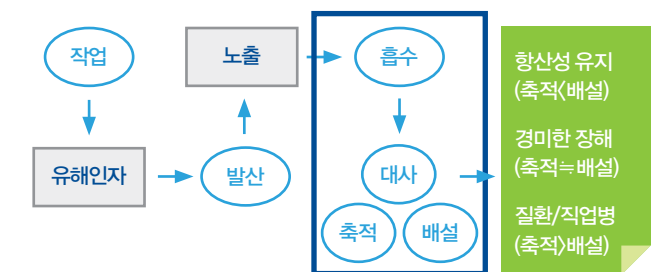 작업
노출
흡수
유해인자
발산
대사
축적
배설
항산성 유지
(축적<배설)
경미한 장해
(축적≒배설)
질환/직업병
(축적>배설)